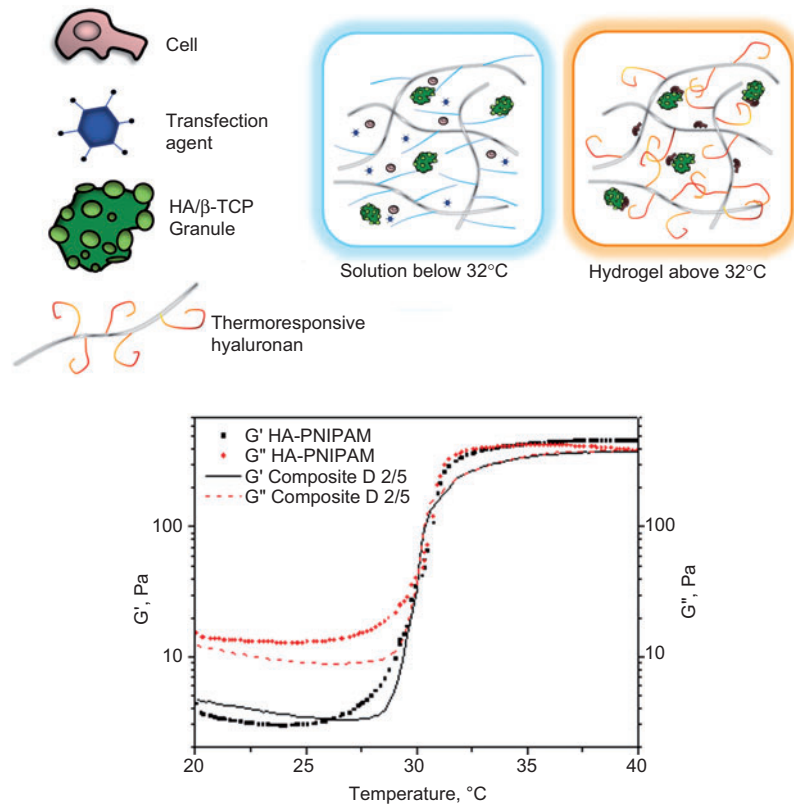 Cell
Transfection
agent
HA/β-TCP
Granule
Thermoresponsive
hyaluronan
Solution below 32°C
Hydrogel above 32°C
G' HA-PNIPAM
G" HA-PNIPAM
G' Composite D 2/5
G" Composite D 2/5
100
10
G', Pa
100
10
G", Pa
20
25
30
35
40
Temperature, °C